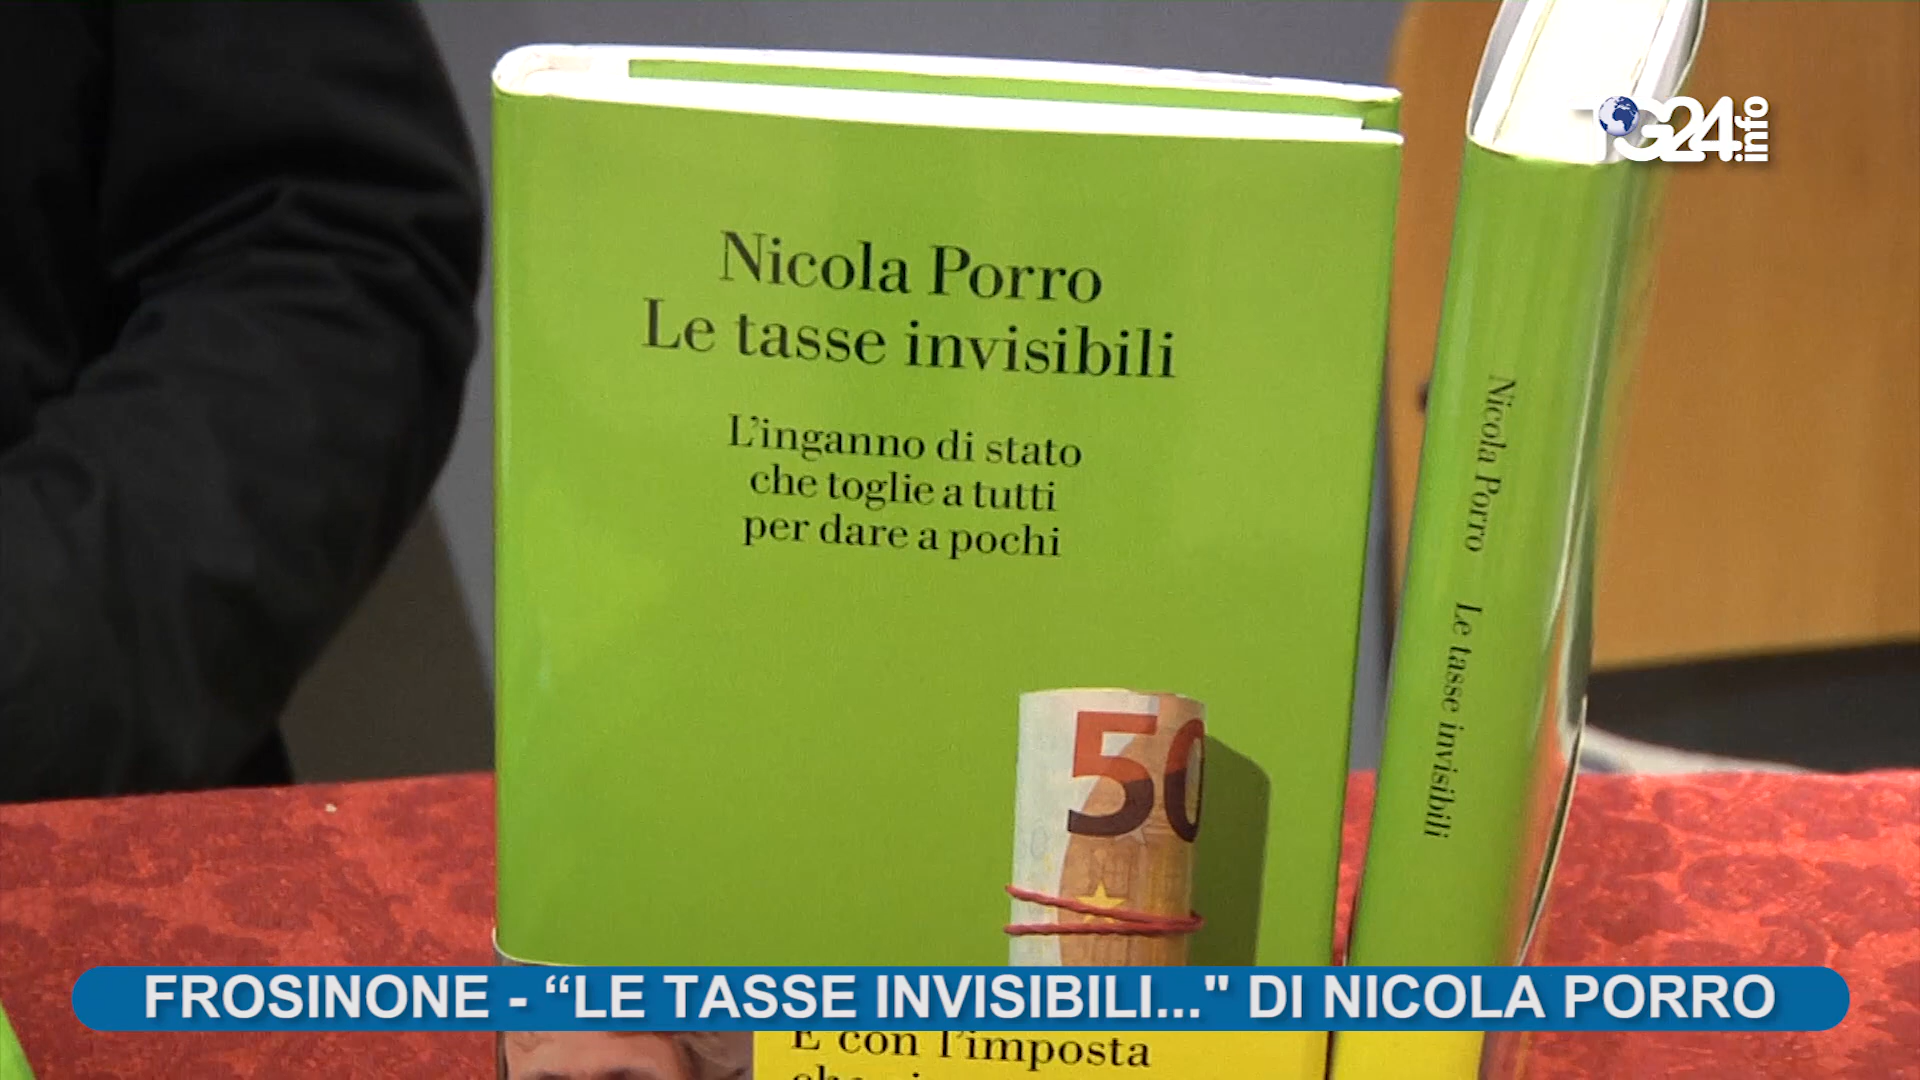 TG24.info
Nicola Porro
Le tasse invisibili
L'inganno di stato
che toglie a tutti
per dare a pochi
50
Nicola Porro Le tasse invisibili
FROSINONE - “LE TASSE INVISIBILI..." DI NICOLA PORRO
E con l'imposta